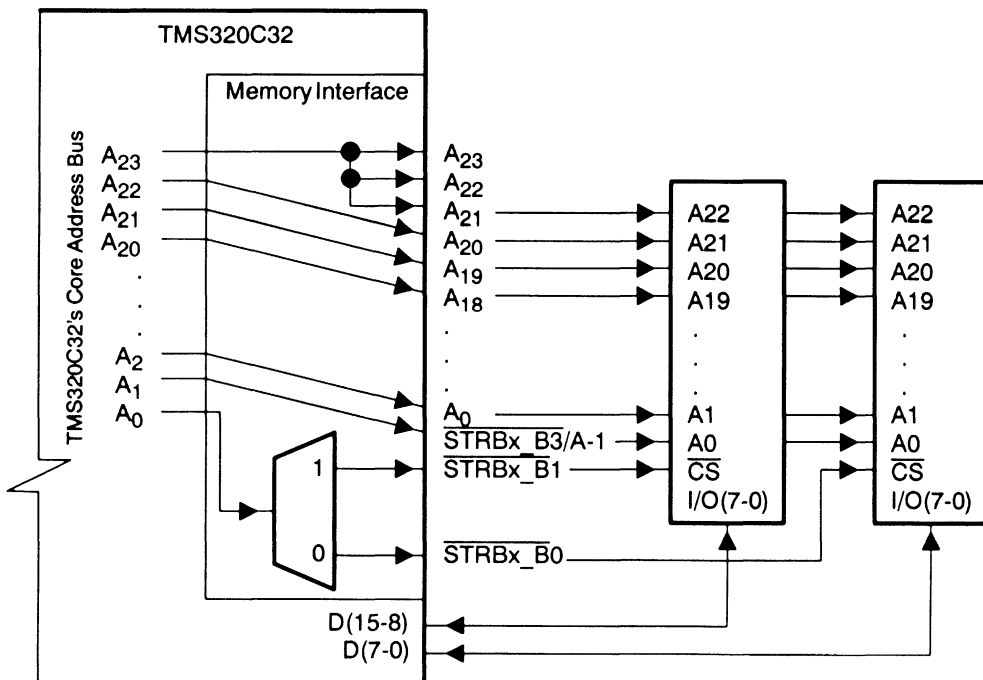 TMS320C32
Memory Interface
TMS320C32's Core Address Bus
A23
A22
A21
A20
.
.
.
A2
A1
A0
1
0
D(15-8)
D(7-0)
A23
A22
A21
A20
A19
A18
.
.
.
A0
STRBx_B3/A-1
STRBx_B1
STRBx_B0
A22
A21
A20
A19
.
.
.
A1
A0
CS
I/O(7-0)
A22
A21
A20
A19
.
.
.
A1
A0
CS
I/O(7-0)